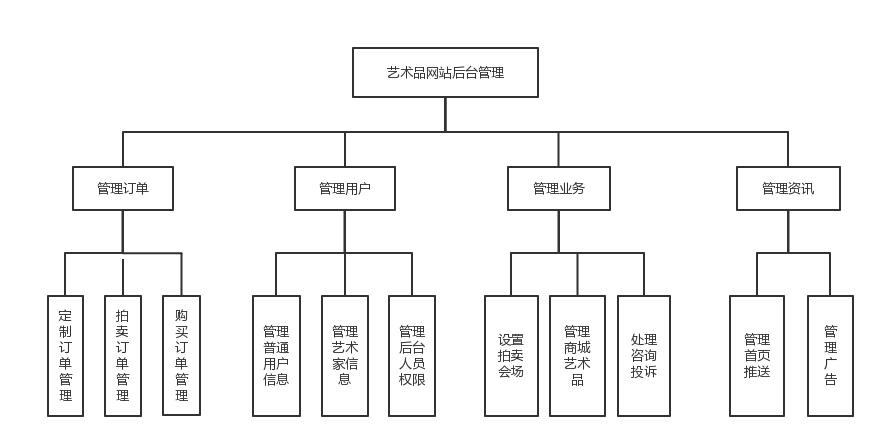 艺术品网站后台管理
管理订单
管理用户
管理业务
管理资讯
定
制
订
单
管
理
拍
卖
订
单
管
理
购
买
订
单
管
理
管理
普通
用户
信息
管理
艺术
家信
息
管理
后台
人员
权限
设置
拍卖
会场
管理
商城
艺术
品
处理
咨询
投诉
管理
首页
推送
管
理
广
告